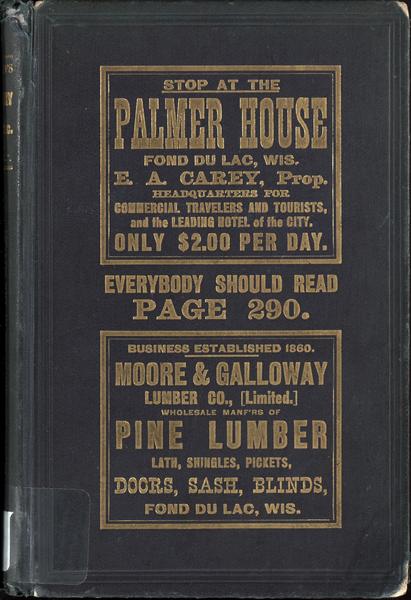 STOP AT THE
PALMER HOUSE
FOND DU LAC, WIS.
E. A. CAREY, Prop.
HEADQUARTERS FOR
COMMERCIAL TRAVELERS AND TOURISTS,
and the LEADING HOTEL of the CITY.
ONLY $2.00 PER DAY.
EVERYBODY SHOULD READ
PAGE 290.
BUSINESS ESTABLISHED 1860.
MOORE & GALLOWAY
LUMBER CO., [Limited.]
WHOLESALE MANF'RS OF
PINE LUMBER
LATH, SHINGLES, PICKETS,
DOORS, SASH, BLINDS,
FOND DU LAC, WIS.